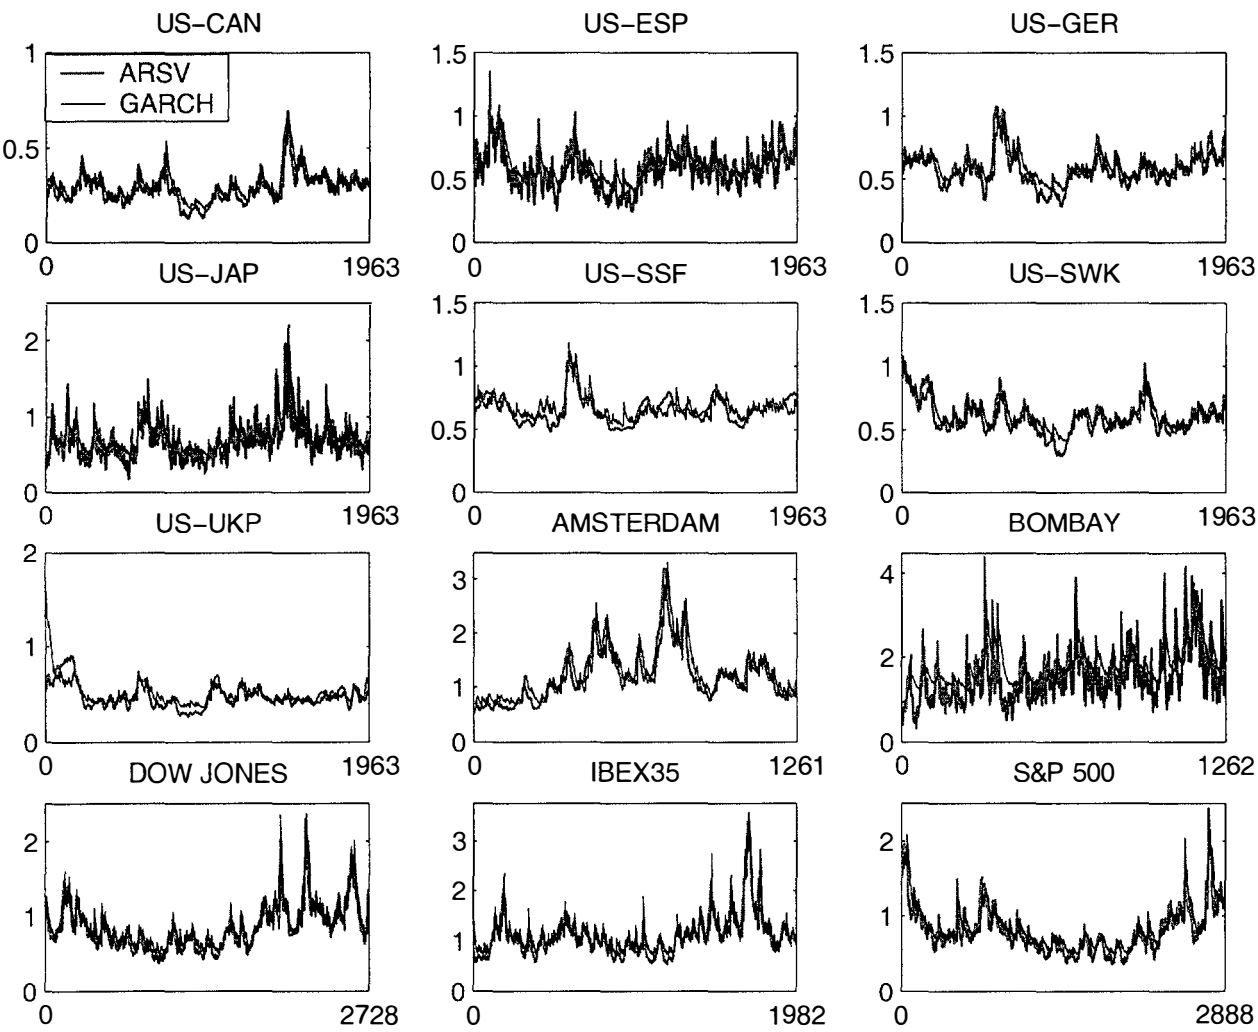 US-CAN US-ESP US-GER
1 1.5 1.5
ARSV
GARCH
1 1
0.5 0.5 0.5
0 0 0
0 1963 0 1963 0 1963
US-JAP US-SSF US-SWK
1.5 1.5
2
1 1
1
0.5 0.5
0 0 0
0 1963 0 1963 0 1963
US-UKP AMSTERDAM BOMBAY
2
3 4
2
1 2
1
0 0 0
0 1963 0 1261 0 1262
DOW JONES IBEX35 S&P 500
2 3 2
2
1 1 1
0 0 0
0 2728 0 1982 0 2888